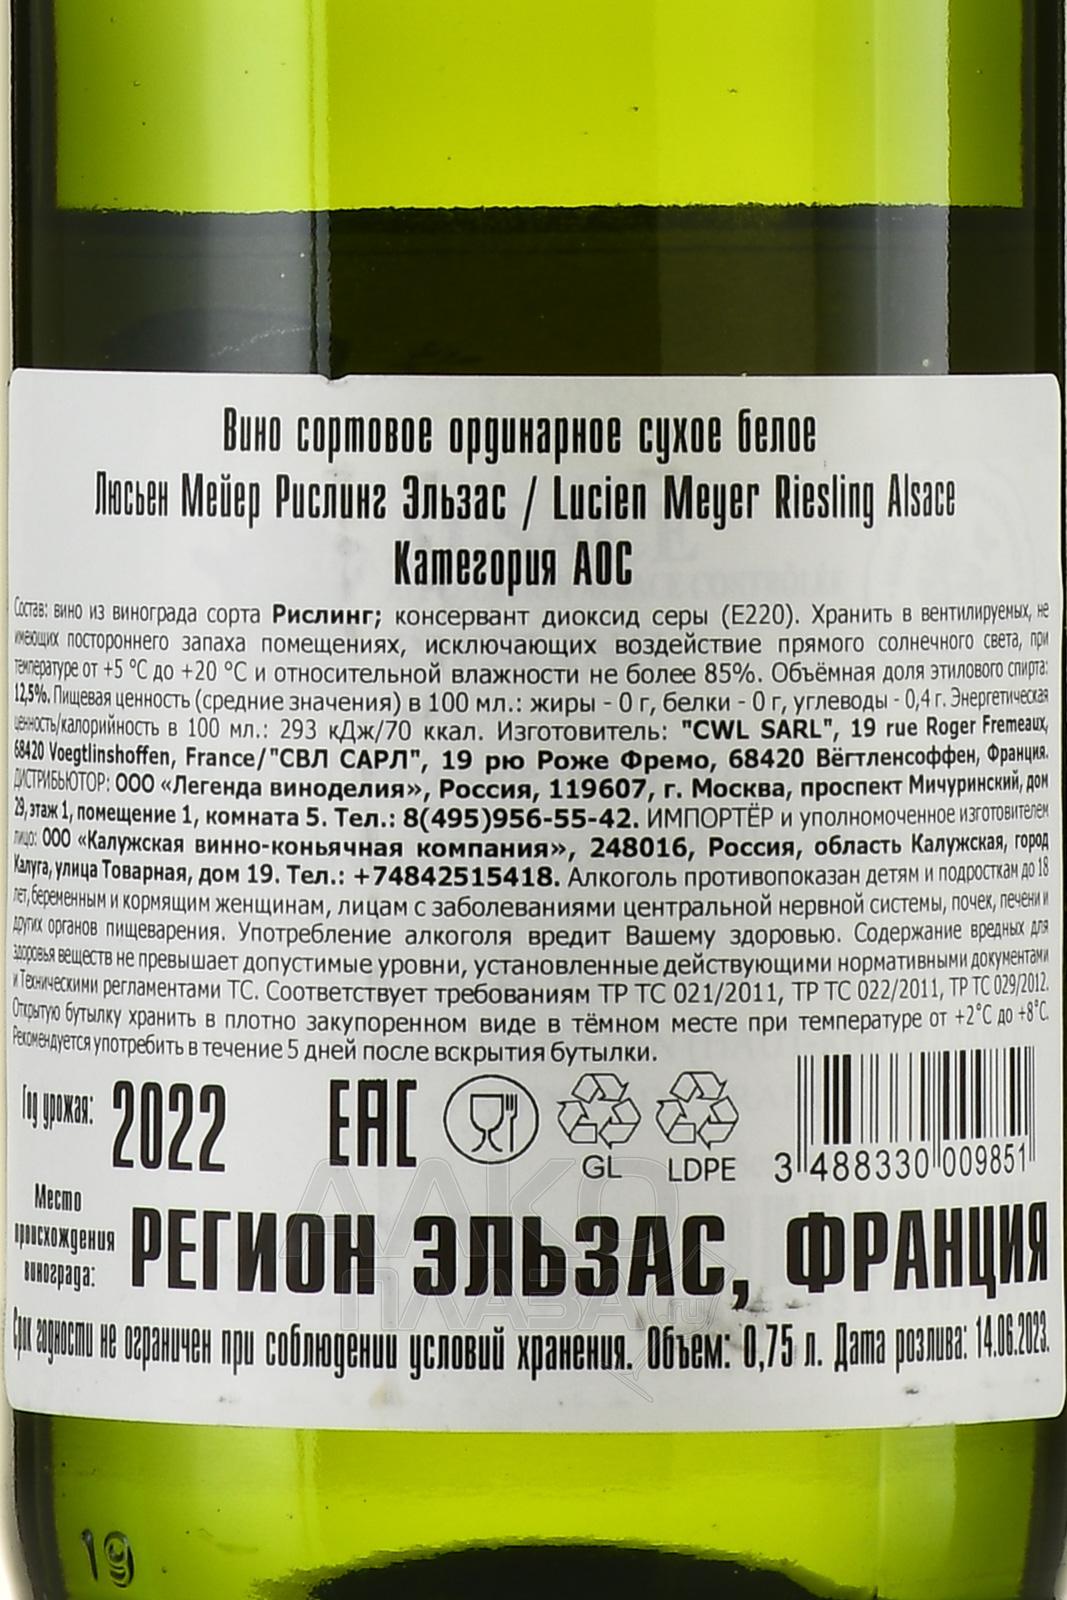 Вино сортовое ординарное сухое белое
Люсьен Мейер Рислинг Эльзас / Lucien Meyer Riesling Alsace
Категория АОС
Состав: вино из винограда сорта Рислинг; консервант диоксид серы (Е220). Хранить в вентилируемых, не
имеющих постороннего запаха помещениях, исключающих воздействие прямого солнечного света, при
температуре от +5 °С до +20 °С и относительной влажности не более 85%. Объёмная доля этилового спирта:
12,5%. Пищевая ценность (средние значения) в 100 мл.: жиры - 0 г, белки - 0 г, углеводы - 0,4 г. Энергетическая
ценность/калорийность в 100 мл.: 293 кДж/70 ккал. Изготовитель: "CWL SARL", 19 rue Roger Fremeaux,
68420 Voegtlinshoffen, France/"СВЛ САРЛ", 19 рю Роже Фремо, 68420 Вёгтленсоффен, Франция.
ДИСТРИБЬЮТОР: ООО «Легенда виноделия», Россия, 119607, г. Москва, проспект Мичуринский, дом
29, этаж 1, помещение 1, комната 5. Тел.: 8(495)956-55-42. ИМПОРТЁР и уполномоченное изготовителем
лицо: ООО «Калужская винно-коньячная компания», 248016, Россия, область Калужская, город
Калуга, улица Товарная, дом 19. Тел.: +74842515418. Алкоголь противопоказан детям и подросткам до 18
лет, беременным и кормящим женщинам, лицам с заболеваниями центральной нервной системы, почек, печени и
других органов пищеварения. Употребление алкоголя вредит Вашему здоровью. Содержание вредных для
здоровья веществ не превышает допустимые уровни, установленные действующими нормативными документами
и Техническими регламентами ТС. Соответствует требованиям ТР ТС 021/2011, ТР ТС 022/2011, ТР ТС 029/2012.
Открытую бутылку хранить в плотно закупоренном виде в тёмном месте при температуре от +2°С до +8°С.
Рекомендуется употребить в течение 5 дней после вскрытия бутылки.
Год урожая: 2022 ЕАС
GL LDPE 3 488330 009851
Место
происхождения
винограда: РЕГИОН ЭЛЬЗАС, ФРАНЦИЯ
Срок годности не ограничен при соблюдении условий хранения. Объём: 0,75 л. Дата розлива: 14.06.2023.
ЛАКО
ПЛАЗА.ru
19